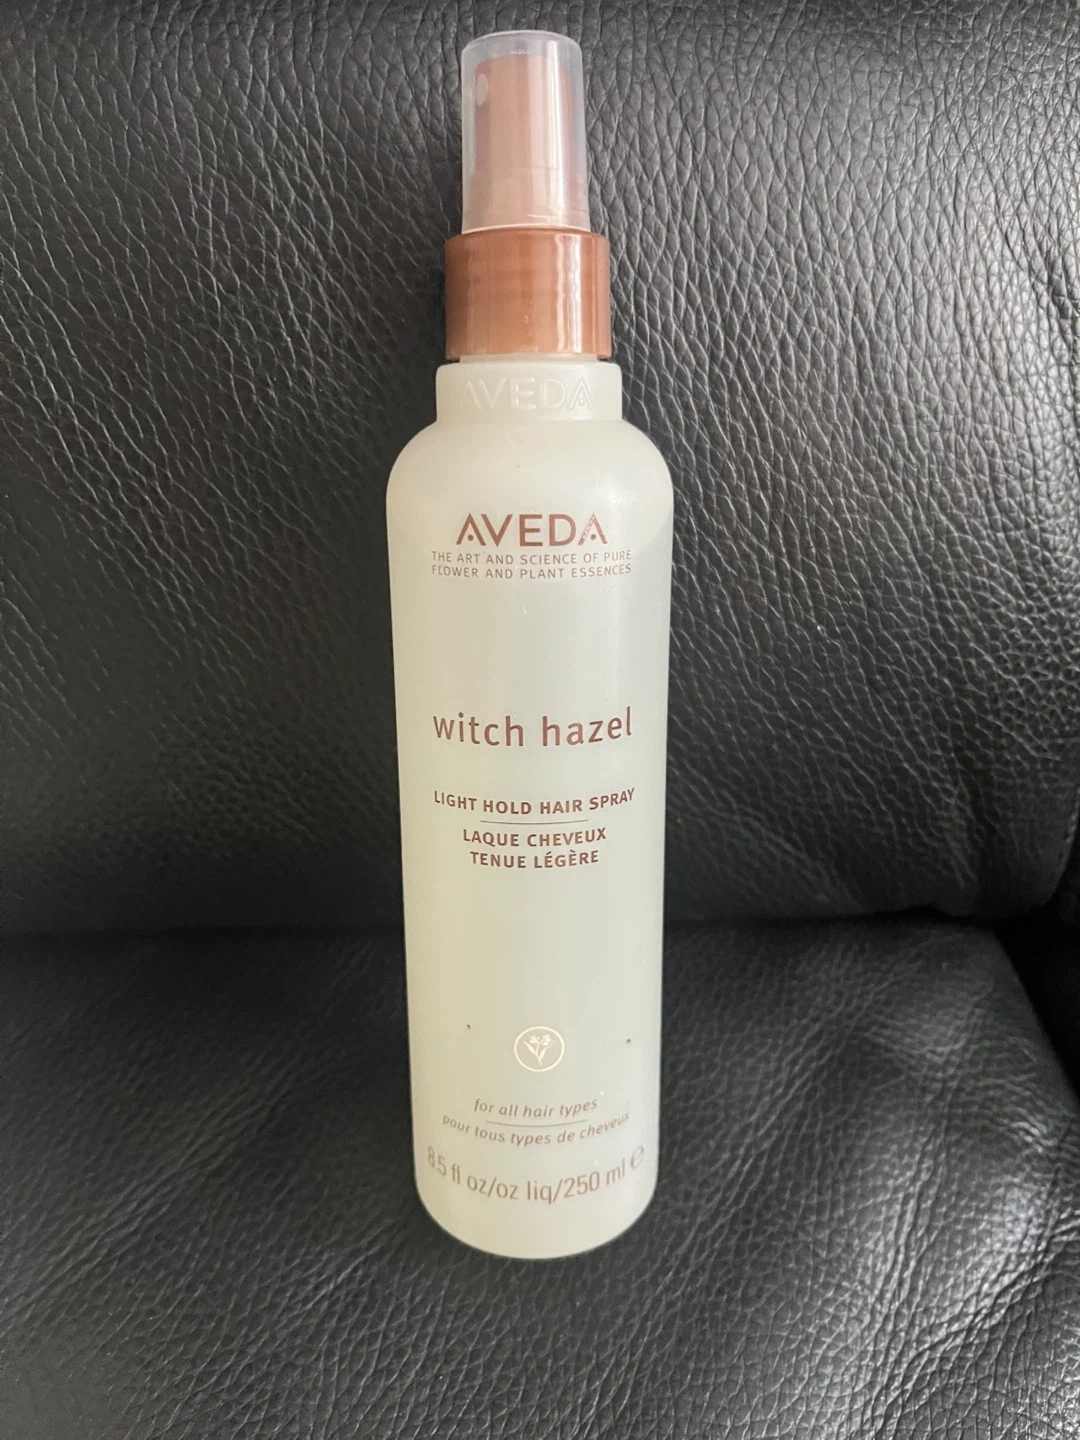 AVEDA
AVEDA
THE ART AND SCIENCE OF PURE
FLOWER AND PLANT ESSENCES
witch hazel
LIGHT HOLD HAIR SPRAY
LAQUE CHEVEUX
TENUE LÉGÈRE
for all hair types
pour tous types de cheveux
8.5 fl oz/oz liq/250 ml ℮